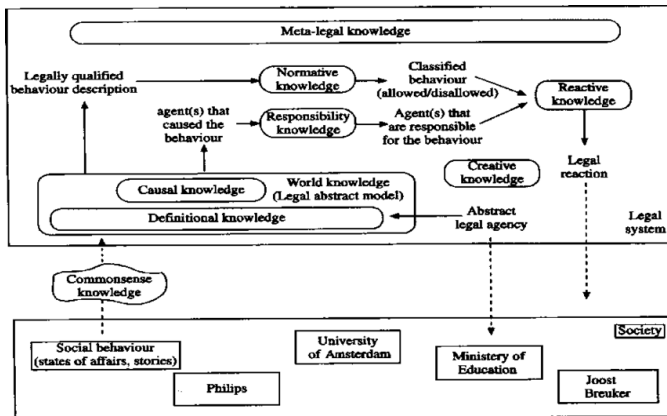 Meta-legal knowledge
Legally qualified
behaviour description
Normative
knowledge
Classified
behaviour
(allowed/disallowed)
Reactive
knowledge
agent(s) that
caused the
behaviour
Responsibility
knowledge
Agent(s) that
are responsible
for the behaviour
Creative
knowledge
Legal
reaction
Causal knowledge
World knowledge
(Legal abstract model)
Definitional knowledge
Abstract
legal agency
Legal
system
Commonsense
knowledge
Society
Social behaviour
(states of affairs, stories)
University
of Amsterdam
Ministry of
Education
Philips
Joost
Breuker